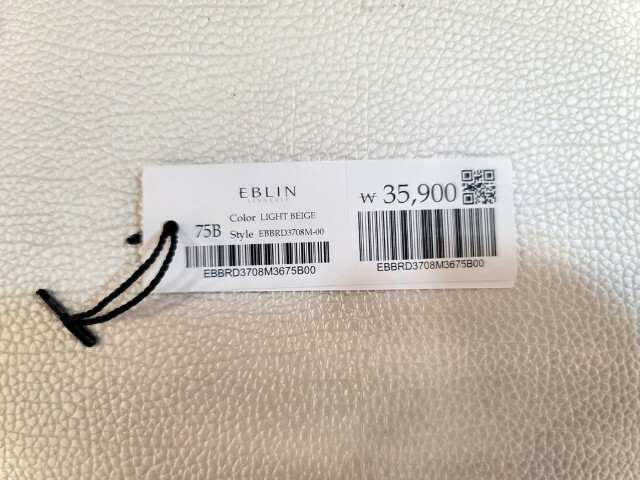 EBLIN
LINGERIE
Color LIGHT BEIGE
75B Style EBBRD3708M-00
EBBRD3708M3675B00
₩ 35,900
EBBRD3708M3675B00